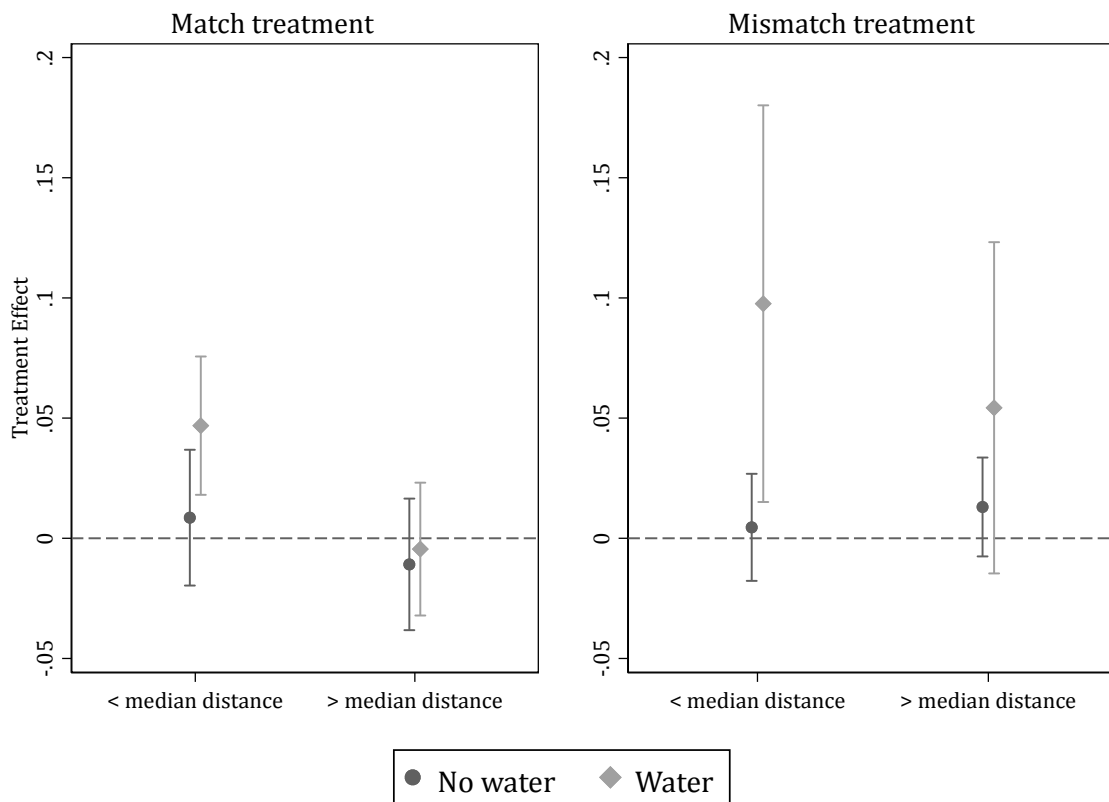 Match treatment
Mismatch treatment
Treatment Effect
.2
.15
.1
.05
0
-.05
< median distance
> median distance
.2
.15
.1
.05
0
-.05
< median distance
> median distance
No water
Water